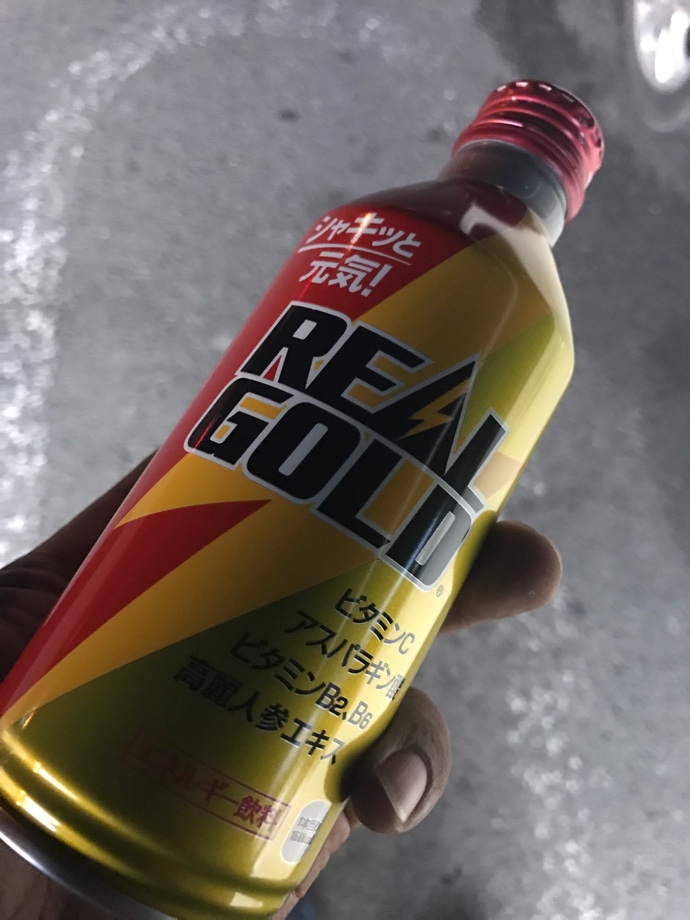 シャキッと
元気!
REAL
GOLD
®
ビタミンC
アスパラギン酸
ビタミンB2、B6
高麗人参エキス
エネルギー飲料